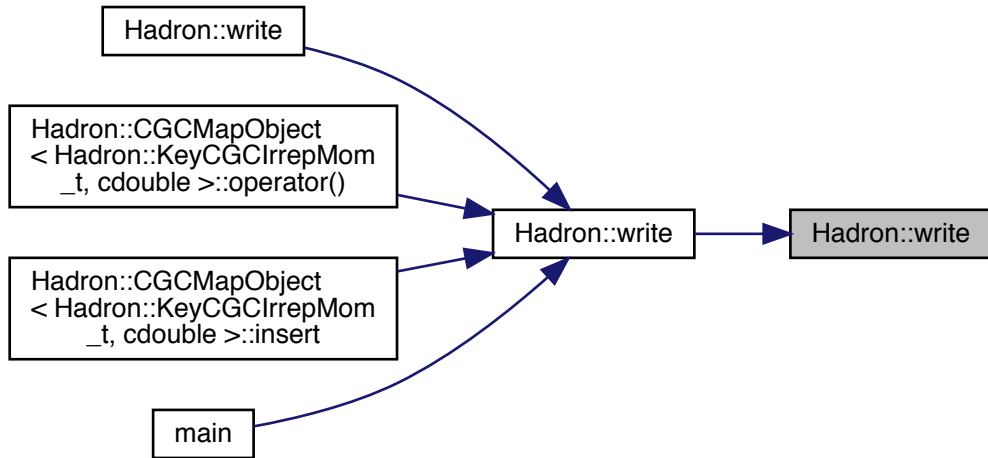 Hadron::write
Hadron::CGCMapObject
< Hadron::KeyCGCIrrepMom
_t, cdouble >::operator()
Hadron::write
Hadron::write
Hadron::CGCMapObject
< Hadron::KeyCGCIrrepMom
_t, cdouble >::insert
main